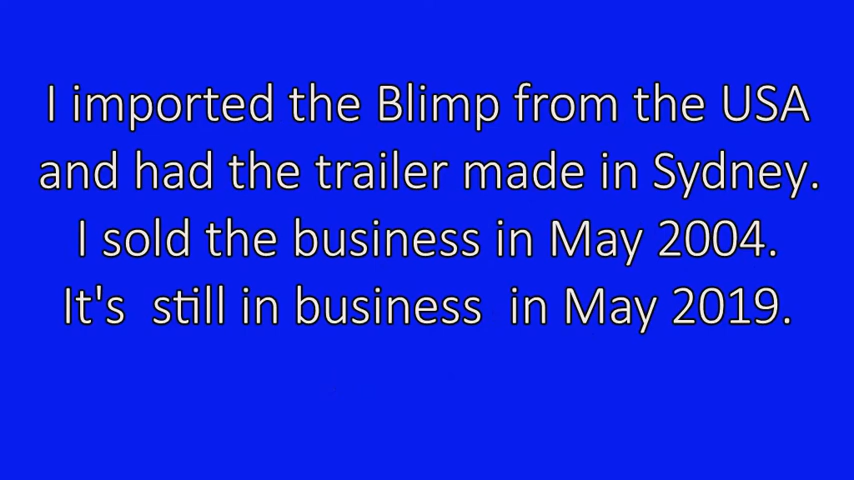 I imported the Blimp from the USA
and had the trailer made in Sydney.
I sold the business in May 2004.
It's  still in business  in May 2019.